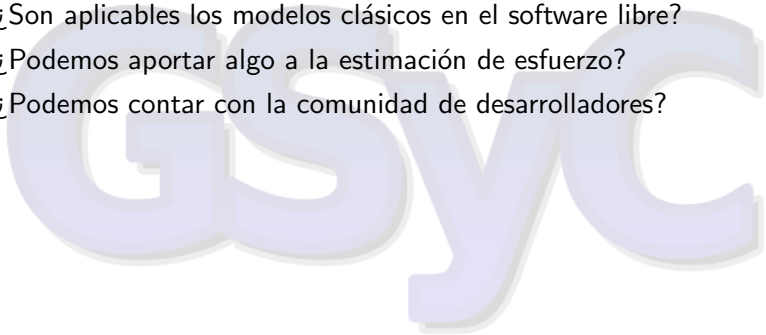 ¿Son aplicables los modelos clásicos en el software libre?
¿Podemos aportar algo a la estimación de esfuerzo?
¿Podemos contar con la comunidad de desarrolladores?
GSyC